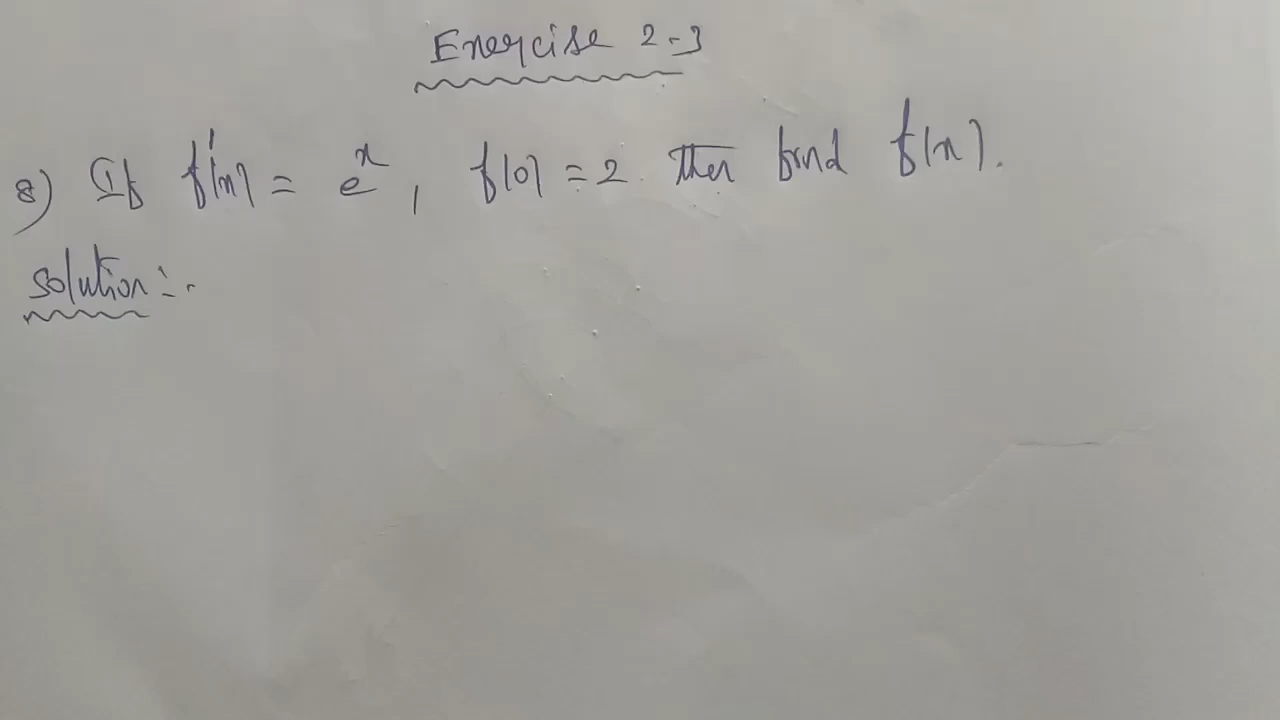 Exercise 2.3
8) If f'(x) = e^x, f(0) = 2 then find f(x).
Solution:-